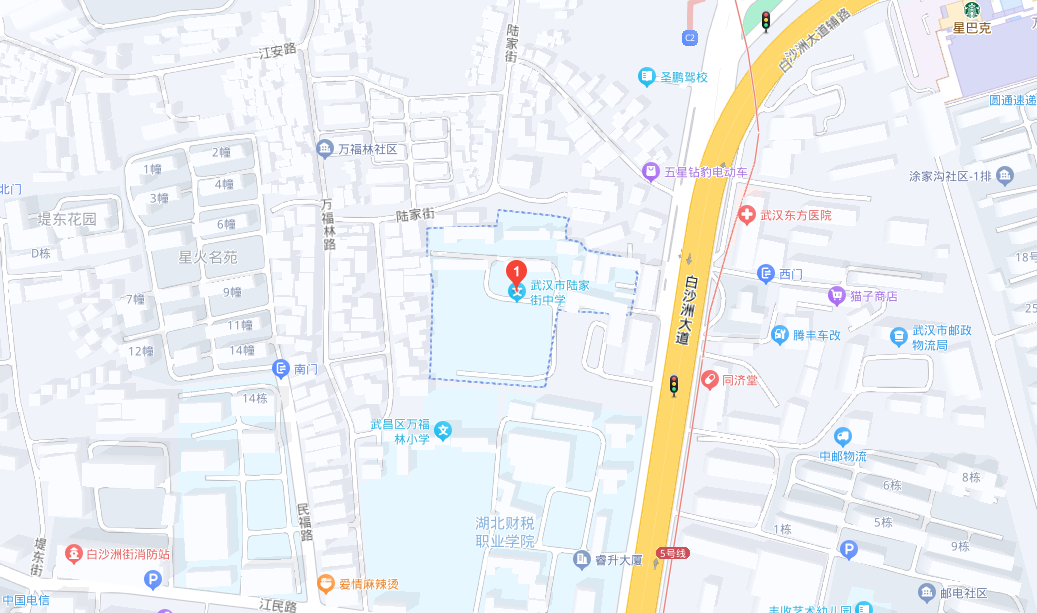 星巴克
陆家街
白沙洲大道辅路
C2
江安路
圣鹏驾校
圆通速递
万福林社区
2幢
1幢
五星钻豹电动车
涂家沟社区-1排
4幢
北门
3幢
万福林路
陆家街
武汉东方医院
堤东花园
6幢
D栋
星火名苑
18号
1
西门
武汉市陆家
街中学
9幢
7幢
猫子商店
白沙洲大道
11幢
腾丰车改
武汉市邮政
物流局
12幢
14幢
南门
同济堂
14栋
武昌区万福
林小学
中邮物流
8栋
6栋
民福路
湖北财税
职业学院
5栋
1栋
9栋
堤东街
白沙洲街消防站
5号线
睿升大厦
P
P
爱情麻辣烫
邮电社区
中国电信
江民路
丰收艺术幼儿园